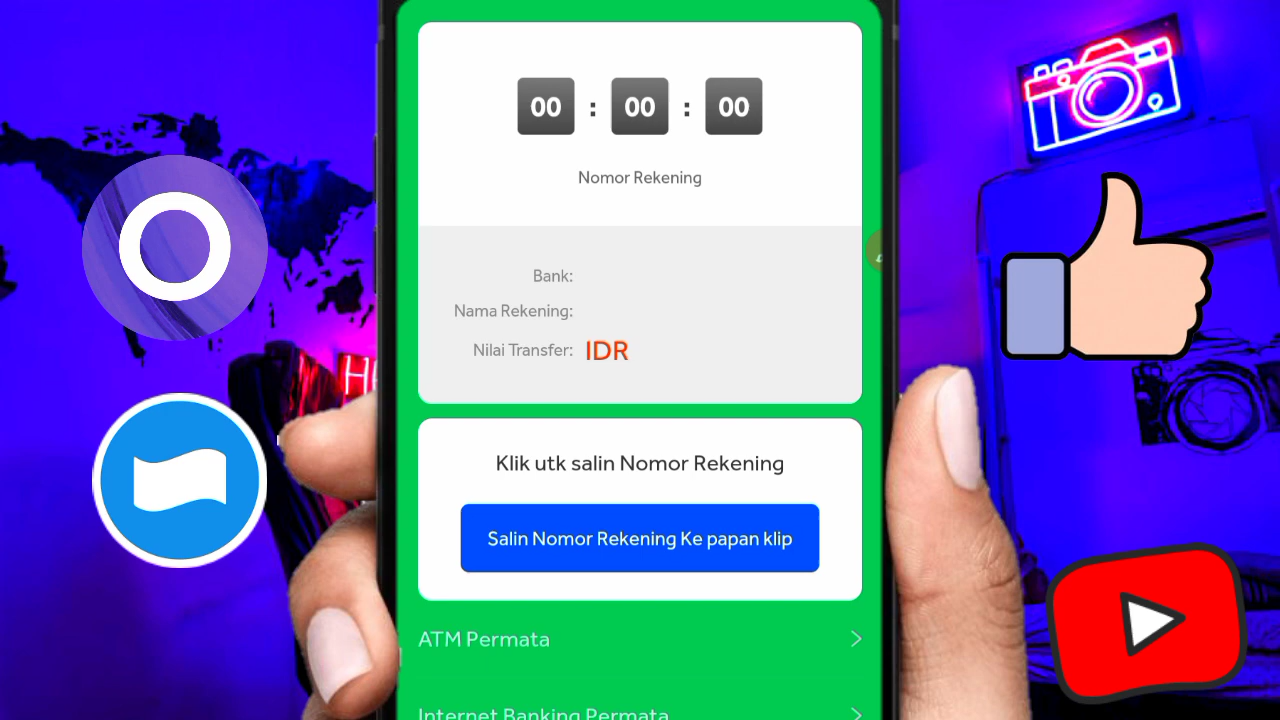 00 : 00 : 00
Nomor Rekening
Bank:
Nama Rekening:
Nilai Transfer: IDR
Klik utk salin Nomor Rekening
Salin Nomor Rekening Ke papan klip
ATM Permata
Internet Banking Permata